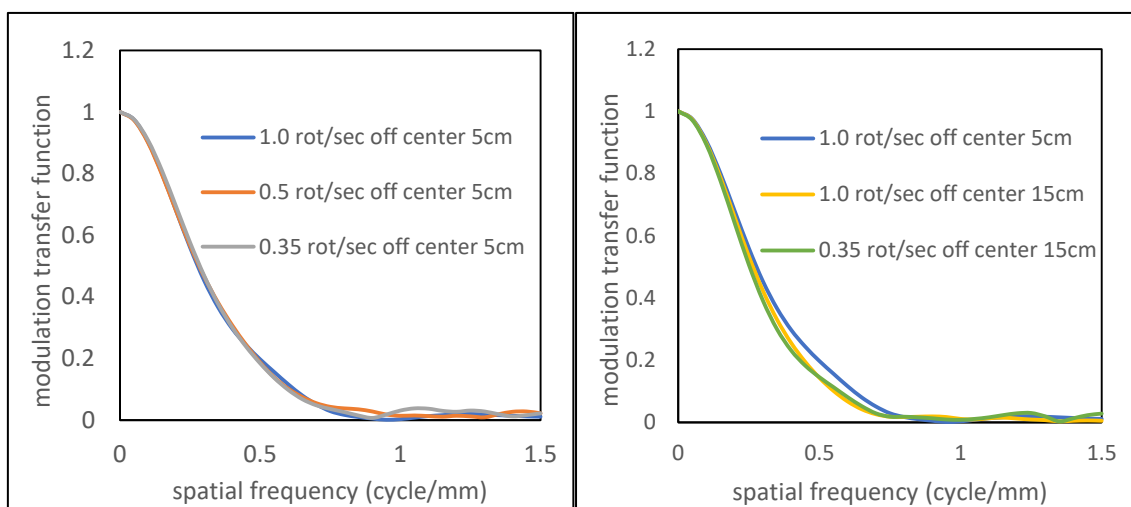 modulation transfer function
1.2
1
0.8
0.6
0.4
0.2
0
1.0 rot/sec off center 5cm
0.5 rot/sec off center 5cm
0.35 rot/sec off center 5cm
0 0.5 1 1.5
spatial frequency (cycle/mm)
modulation transfer function
1.2
1
0.8
0.6
0.4
0.2
0
1.0 rot/sec off center 5cm
1.0 rot/sec off center 15cm
0.35 rot/sec off center 15cm
0 0.5 1 1.5
spatial frequency (cycle/mm)